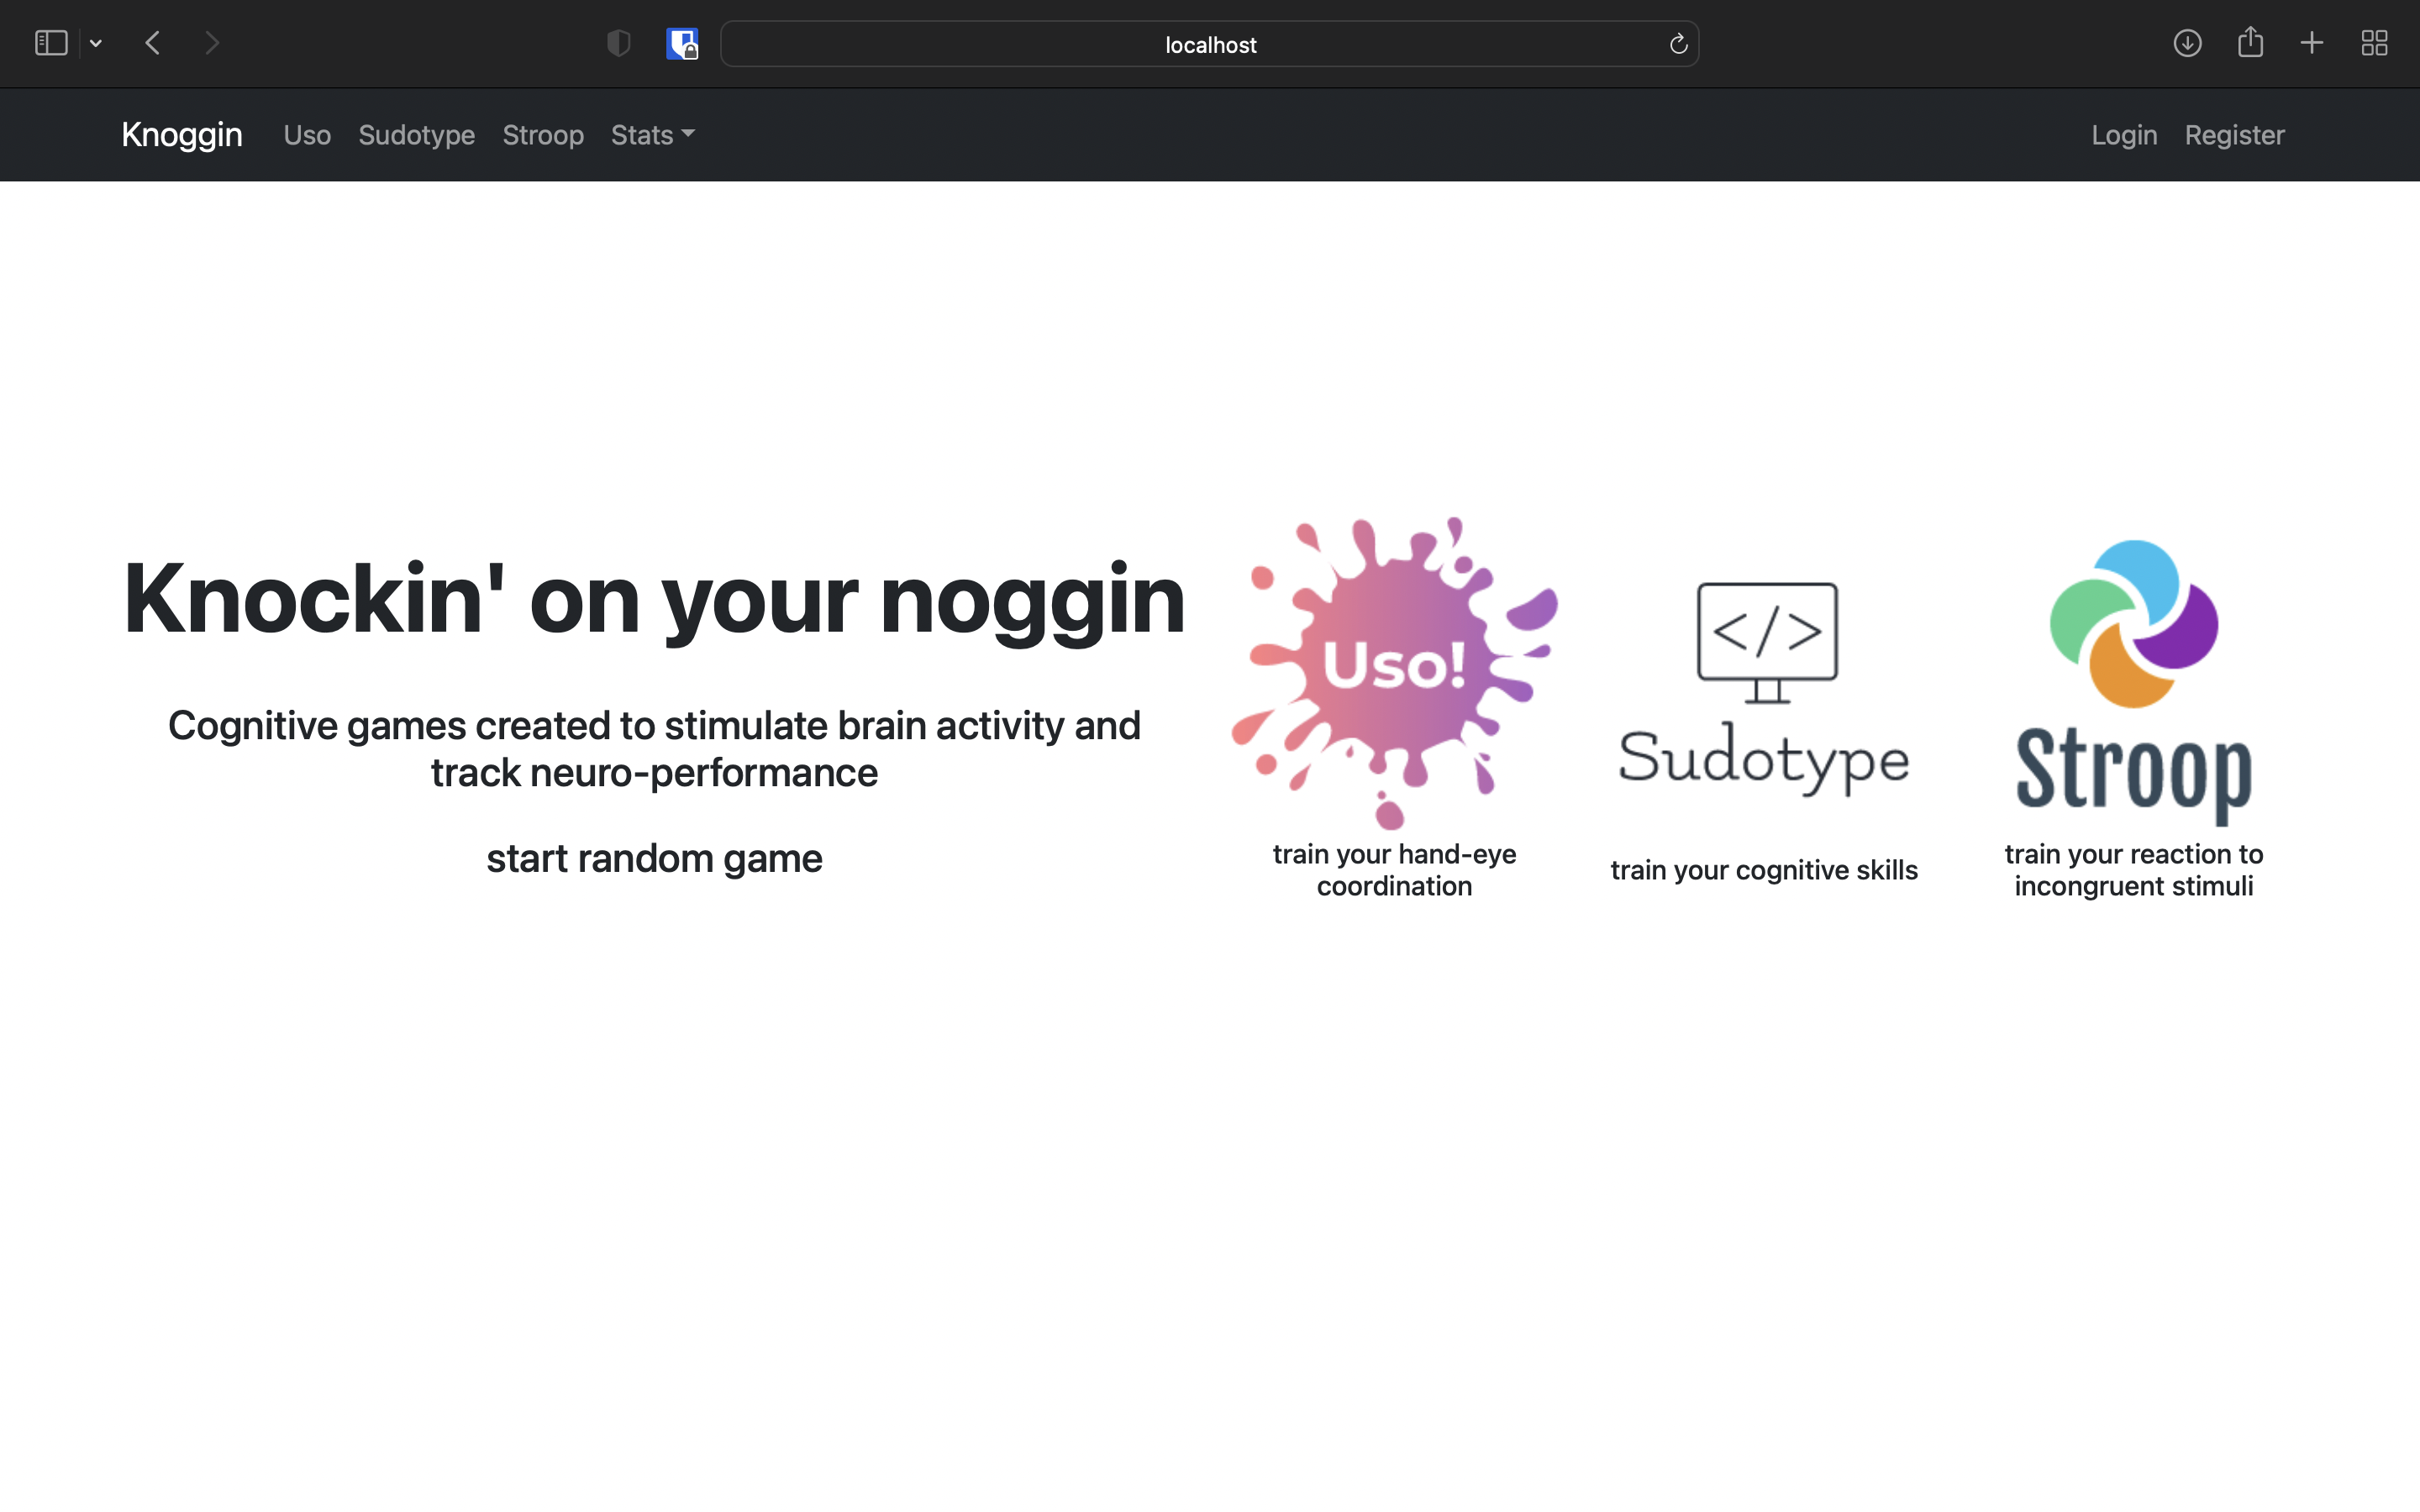 localhost
Knoggin Uso Sudotype Stroop Stats Login Register
Knockin' on your noggin
Cognitive games created to stimulate brain activity and
track neuro-performance
start random game
Uso!
train your hand-eye
coordination
</>
Sudotype
train your cognitive skills
Stroop
train your reaction to
incongruent stimuli